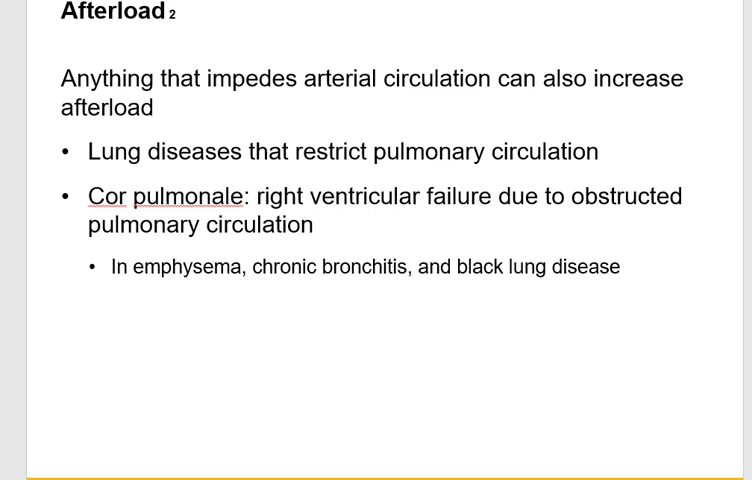 Afterload 2
Anything that impedes arterial circulation can also increase
afterload
• Lung diseases that restrict pulmonary circulation
• Cor pulmonale: right ventricular failure due to obstructed
pulmonary circulation
• In emphysema, chronic bronchitis, and black lung disease